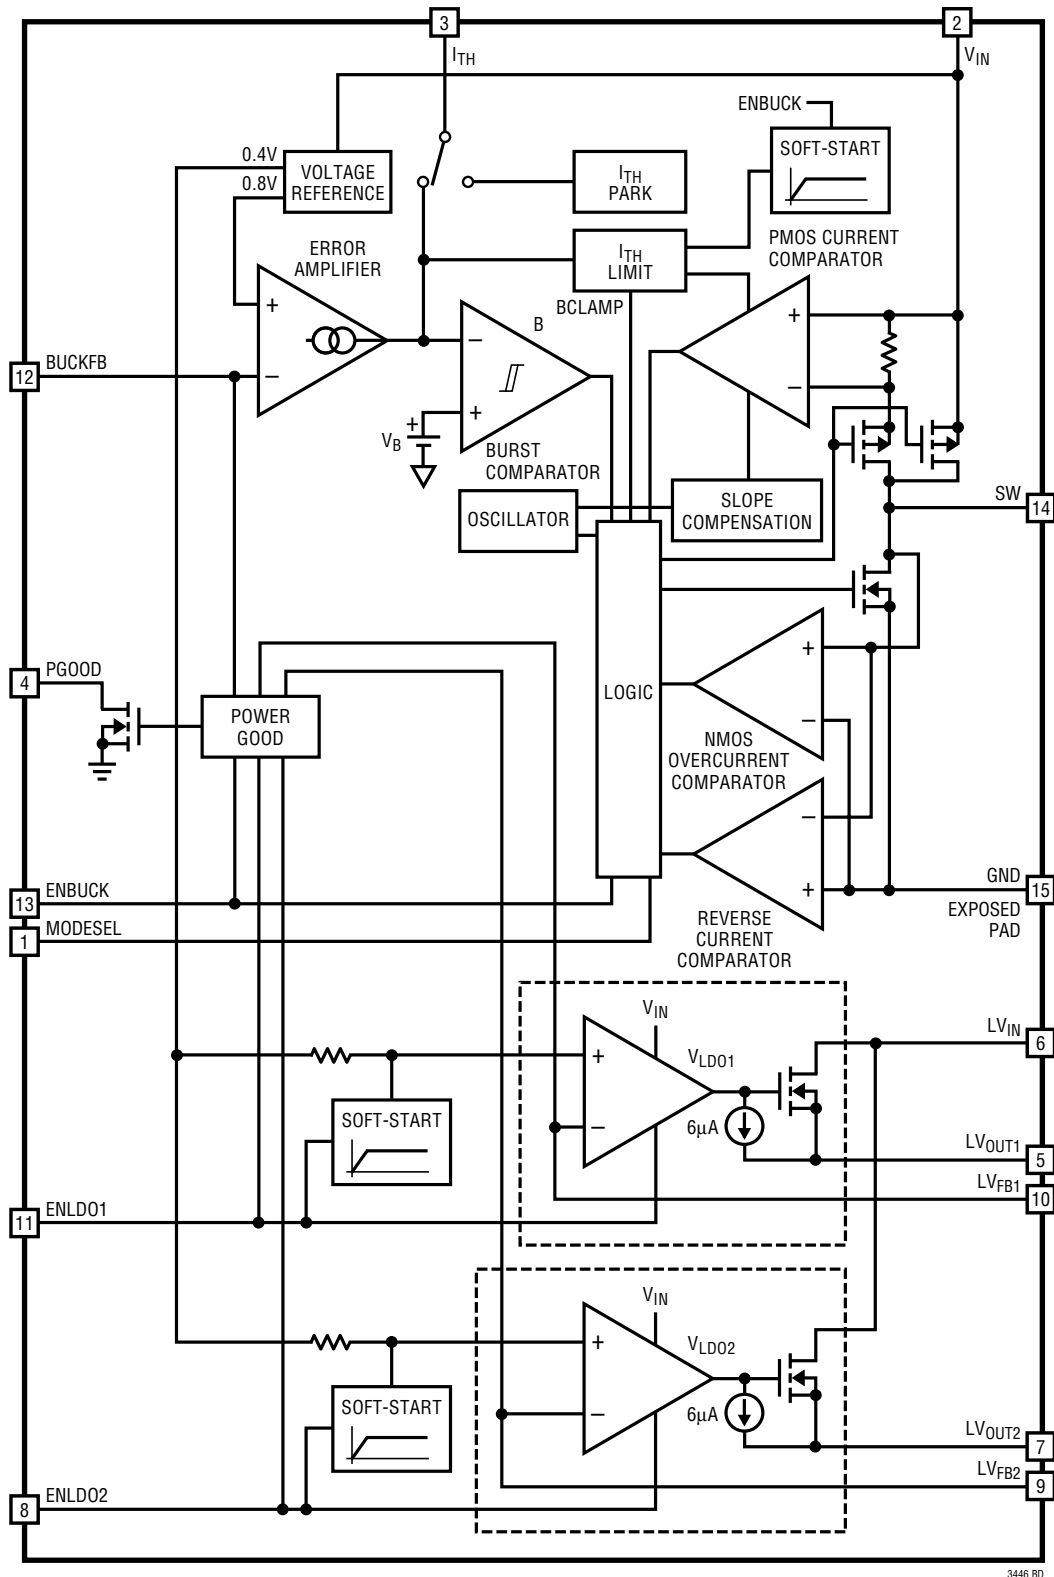 3
2
ITH
VIN
ENBUCK
0.4V
VOLTAGE
REFERENCE
0.8V
ITH
PARK
SOFT-START
ERROR
AMPLIFIER
ITH
LIMIT
PMOS CURRENT
COMPARATOR
BCLAMP
+
–
B
–
+
+
–
12
BUCKFB
+
VB
BURST
COMPARATOR
OSCILLATOR
SLOPE
COMPENSATION
SW
14
4
PGOOD
POWER
GOOD
LOGIC
+
–
NMOS
OVERCURRENT
COMPARATOR
–
+
13
ENBUCK
1
MODESEL
REVERSE
CURRENT
COMPARATOR
GND
15
EXPOSED
PAD
VIN
LVIN
6
+
–
VLDO1
6µA
SOFT-START
LVOUT1
5
LVFB1
10
11
ENLDO1
VIN
+
–
VLDO2
6µA
SOFT-START
LVOUT2
7
LVFB2
9
8
ENLDO2
3446 BD